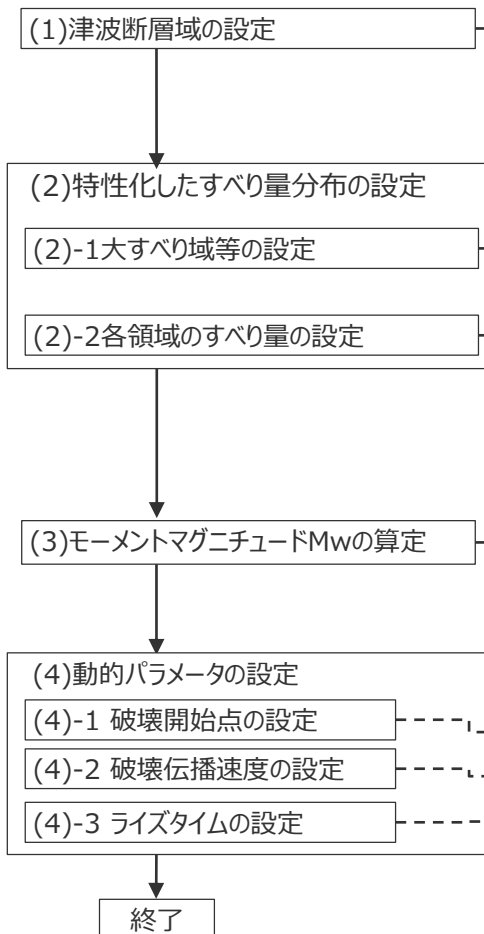 (1)津波断層域の設定
(2)特性化したすべり量分布の設定
(2)-1大すべり域等の設定
(2)-2各領域のすべり量の設定
(3)モーメントマグニチュードMwの算定
(4)動的パラメータの設定
(4)-1 破壊開始点の設定
(4)-2 破壊伝播速度の設定
(4)-3 ライズタイムの設定
終了